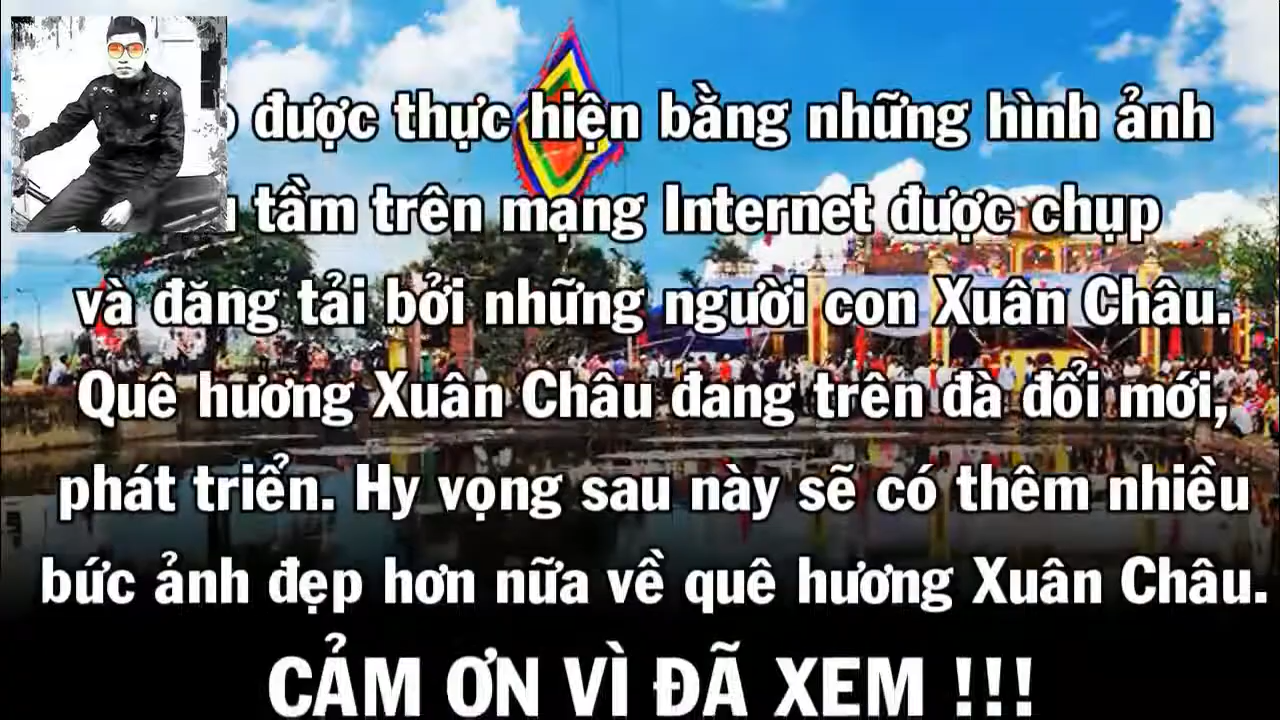 được thực hiện bằng những hình ảnh
tầm trên mạng Internet được chụp
và đăng tải bởi những người con Xuân Châu.
Quê hương Xuân Châu đang trên đà đổi mới,
phát triển. Hy vọng sau này sẽ có thêm nhiều
bức ảnh đẹp hơn nữa về quê hương Xuân Châu.
CẢM ƠN VÌ ĐÃ XEM !!!